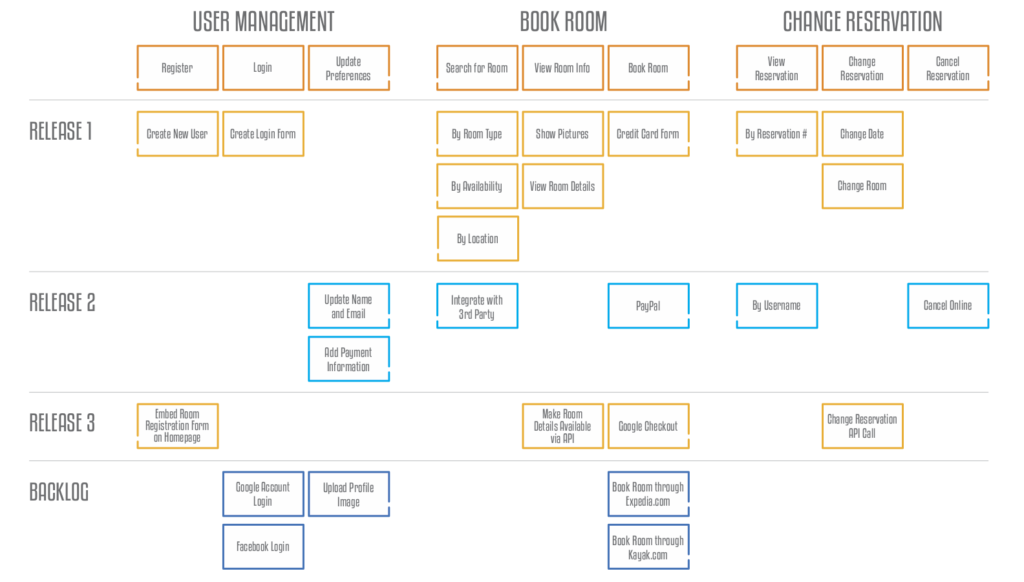 USER MANAGEMENT
BOOK ROOM
CHANGE RESERVATION
Register
Login
Update
Preferences
Search for Room
View Room Info
Book Room
View
Reservation
Change
Reservation
Cancel
Reservation
RELEASE 1
Create New User
Create Login Form
By Room Type
Show Pictures
Credit Card Form
By Reservation #
Change Date
By Availability
View Room Details
Change Room
By Location
RELEASE 2
Update Name
and Email
Integrate with
3rd Party
PayPal
By Username
Cancel Online
Add Payment
Information
RELEASE 3
Embed Room
Registration Form
on Homepage
Make Room
Details Available
via API
Google Checkout
Change Reservation
API Call
BACKLOG
Google Account
Login
Upload Profile
Image
Book Room through
Expedia.com
Facebook Login
Book Room through
Kayak.com